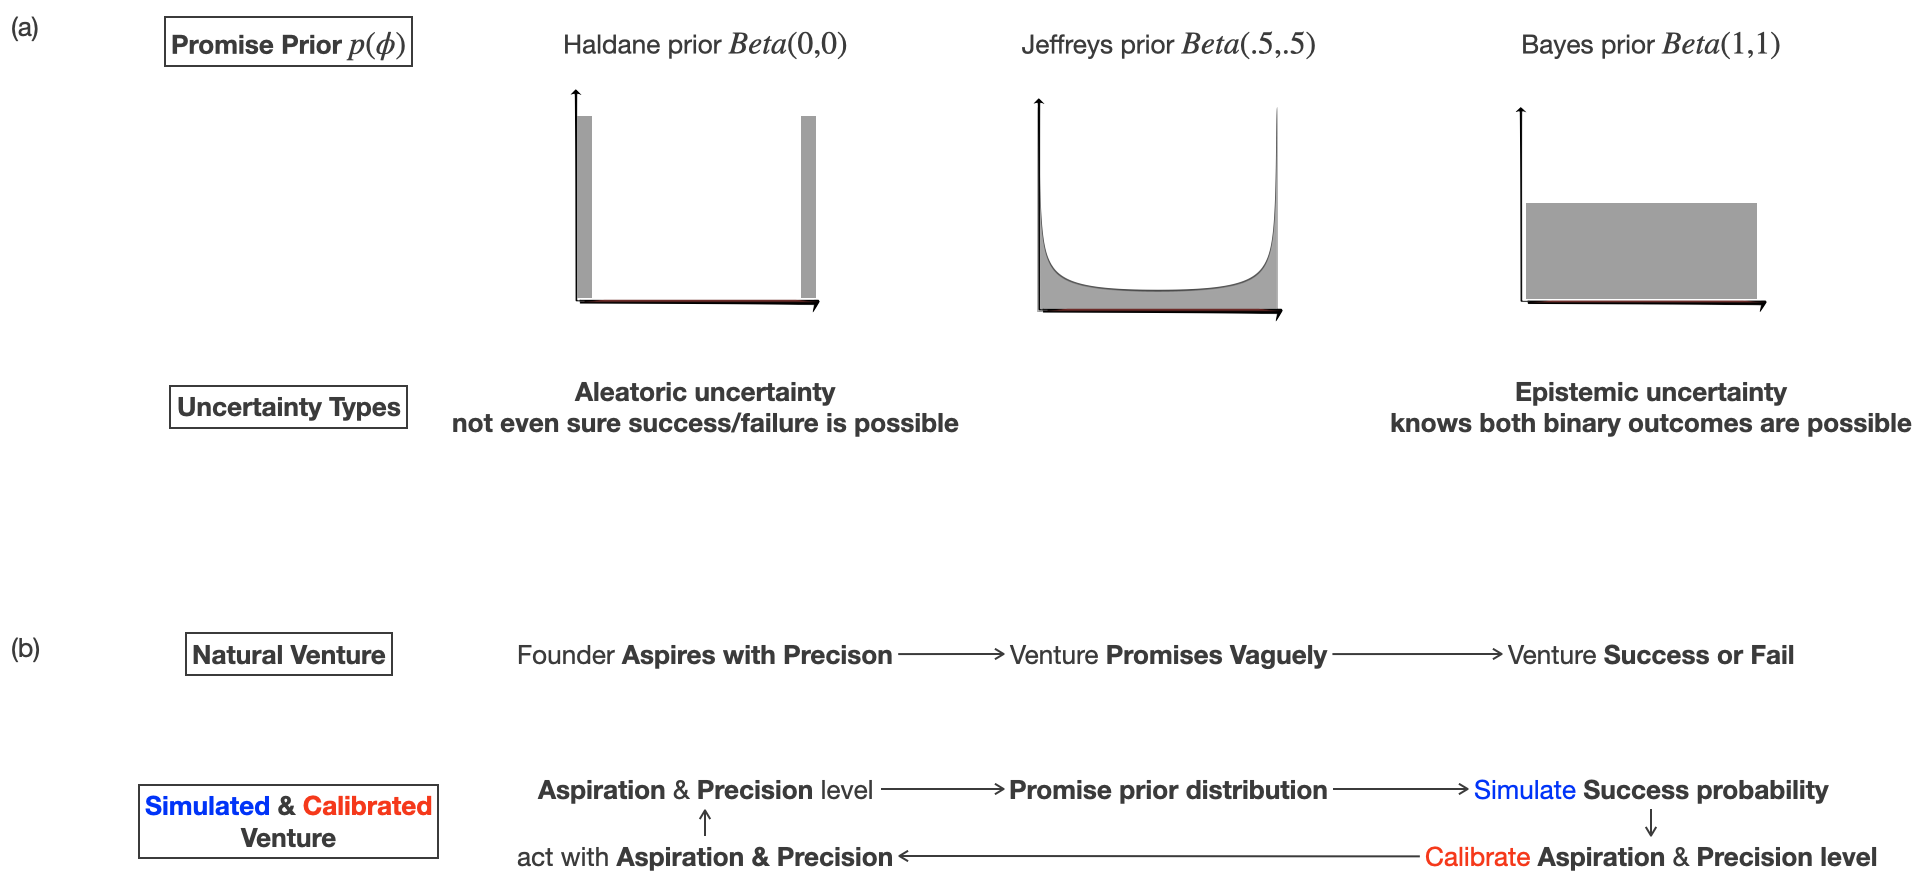 (a)
Promise Prior p(ϕ)
Haldane prior Beta(0,0)
Jeffreys prior Beta(.5,.5)
Bayes prior Beta(1,1)
Uncertainty Types
Aleatoric uncertainty
not even sure success/failure is possible
Epistemic uncertainty
knows both binary outcomes are possible
(b)
Natural Venture
Founder Aspires with Precison
Venture Promises Vaguely
Venture Success or Fail
Simulated & Calibrated
Venture
Aspiration & Precision level
Promise prior distribution
Simulate Success probability
act with Aspiration & Precision
Calibrate Aspiration & Precision level